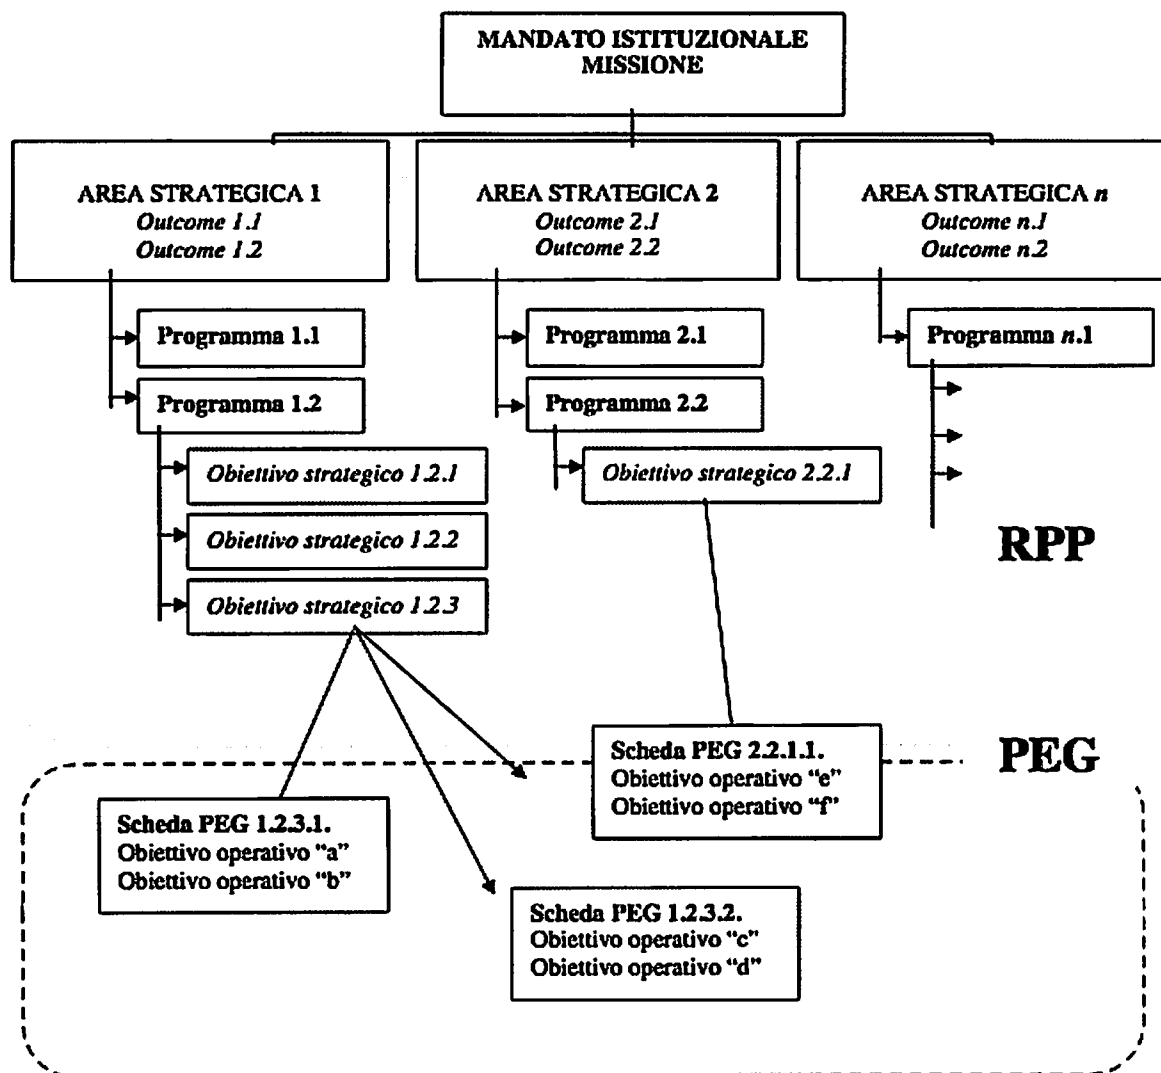 MANDATO ISTITUZIONALE
MISSIONE
AREA STRATEGICA 1
Outcome 1.1
Outcome 1.2
AREA STRATEGICA 2
Outcome 2.1
Outcome 2.2
AREA STRATEGICA n
Outcome n.1
Outcome n.2
Programma 1.1
Programma 2.1
Programma n.1
Programma 1.2
Programma 2.2
Obiettivo strategico 1.2.1
Obiettivo strategico 2.2.1
Obiettivo strategico 1.2.2
Obiettivo strategico 1.2.3
RPP
PEG
Scheda PEG 2.2.1.1.
Obiettivo operativo “e”
Obiettivo operativo “f”
Scheda PEG 1.2.3.1.
Obiettivo operativo “a”
Obiettivo operativo “b”
Scheda PEG 1.2.3.2.
Obiettivo operativo “c”
Obiettivo operativo “d”